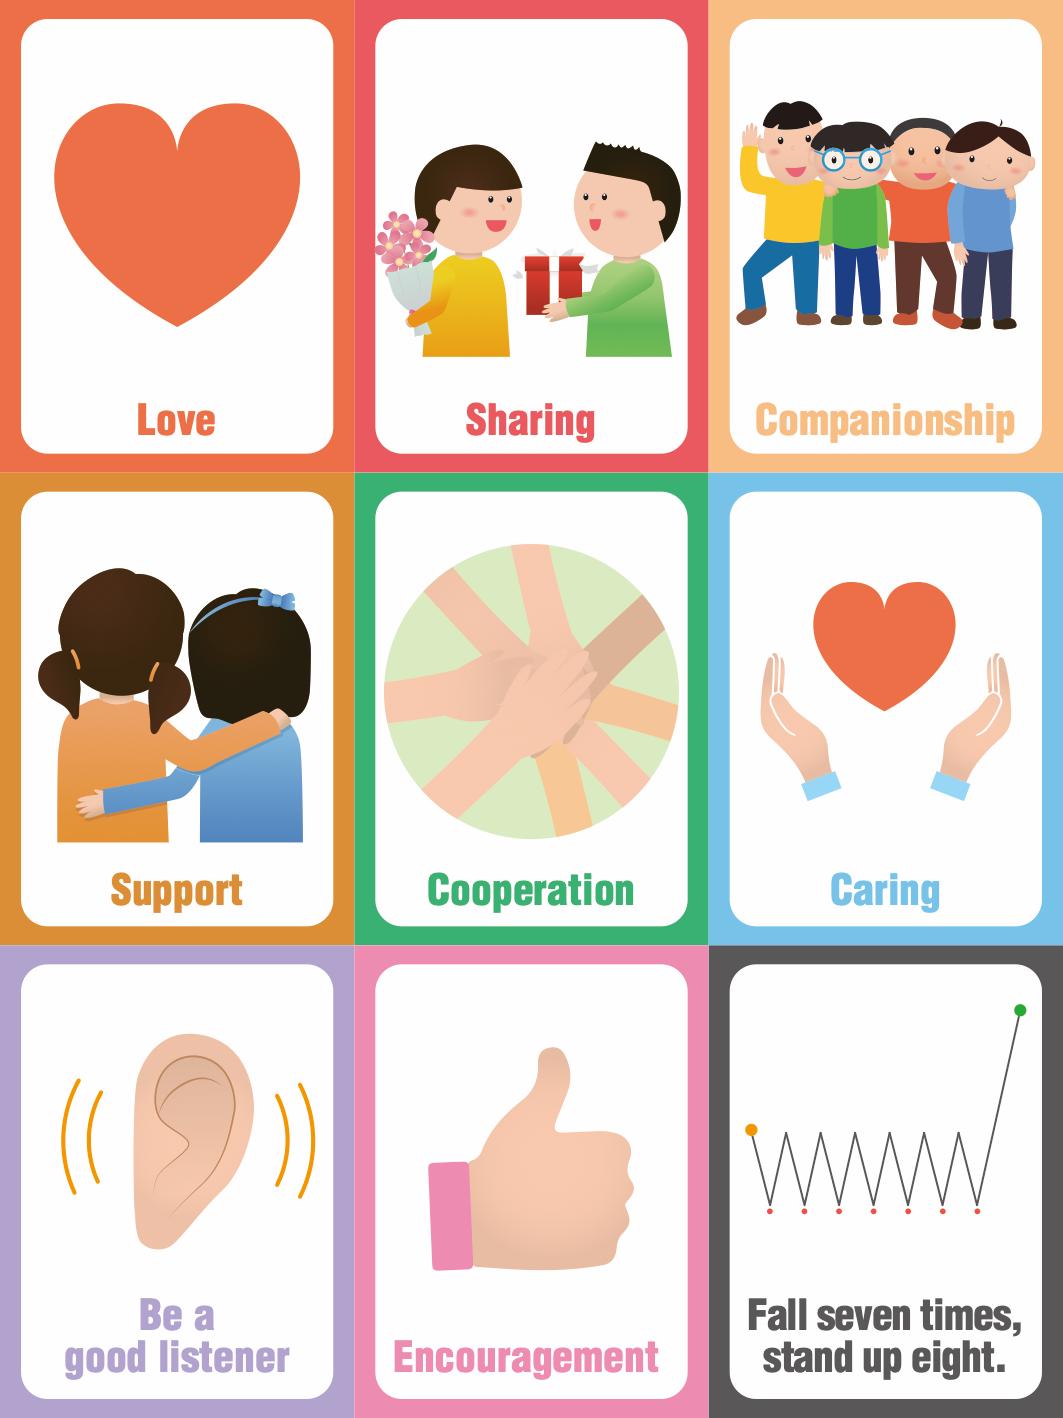 Love
Sharing
Companionship
Support
Cooperation
Caring
Be a
good listener
Encouragement
Fall seven times,
stand up eight.